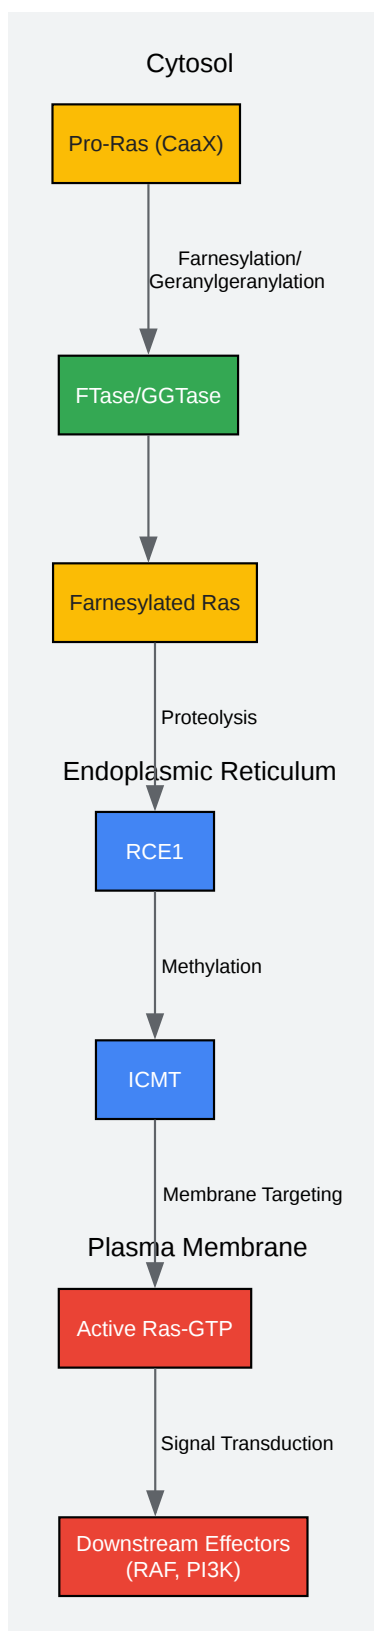 Cytosol
Pro-Ras (CaaX)
Farnesylation/
Geranylgeranylation
FTase/GGTase
Farnesylated Ras
Proteolysis
Endoplasmic Reticulum
RCE1
Methylation
ICMT
Membrane Targeting
Plasma Membrane
Active Ras-GTP
Signal Transduction
Downstream Effectors
(RAF, PI3K)